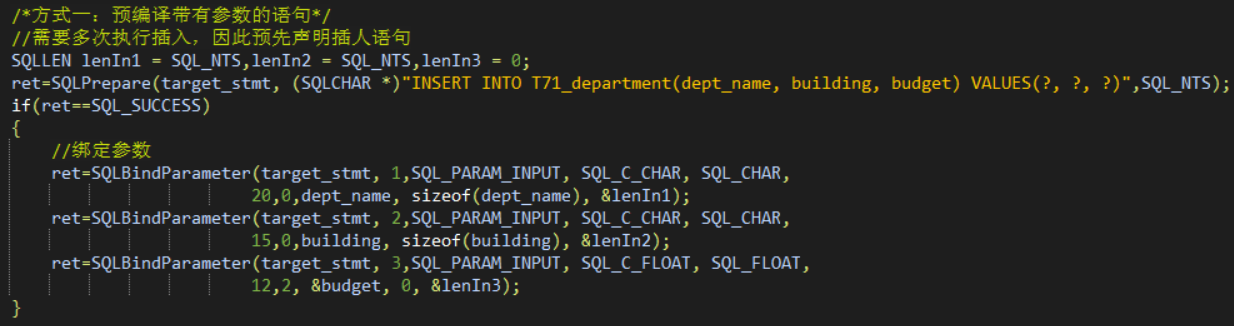 /*方式一：预编译带有参数的语句*/
//需要多次执行插入，因此预先声明插人语句
SQLLEN lenIn1 = SQL_NTS,lenIn2 = SQL_NTS,lenIn3 = 0;
ret=SQLPrepare(target_stmt, (SQLCHAR *)"INSERT INTO T71_department(dept_name, building, budget) VALUES(?, ?, ?)",SQL_NTS);
if(ret==SQL_SUCCESS)
{
    //绑定参数
    ret=SQLBindParameter(target_stmt, 1,SQL_PARAM_INPUT, SQL_C_CHAR, SQL_CHAR,
                        20,0,dept_name, sizeof(dept_name), &lenIn1);
    ret=SQLBindParameter(target_stmt, 2,SQL_PARAM_INPUT, SQL_C_CHAR, SQL_CHAR,
                        15,0,building, sizeof(building), &lenIn2);
    ret=SQLBindParameter(target_stmt, 3,SQL_PARAM_INPUT, SQL_C_FLOAT, SQL_FLOAT,
                        12,2, &budget, 0, &lenIn3);
}